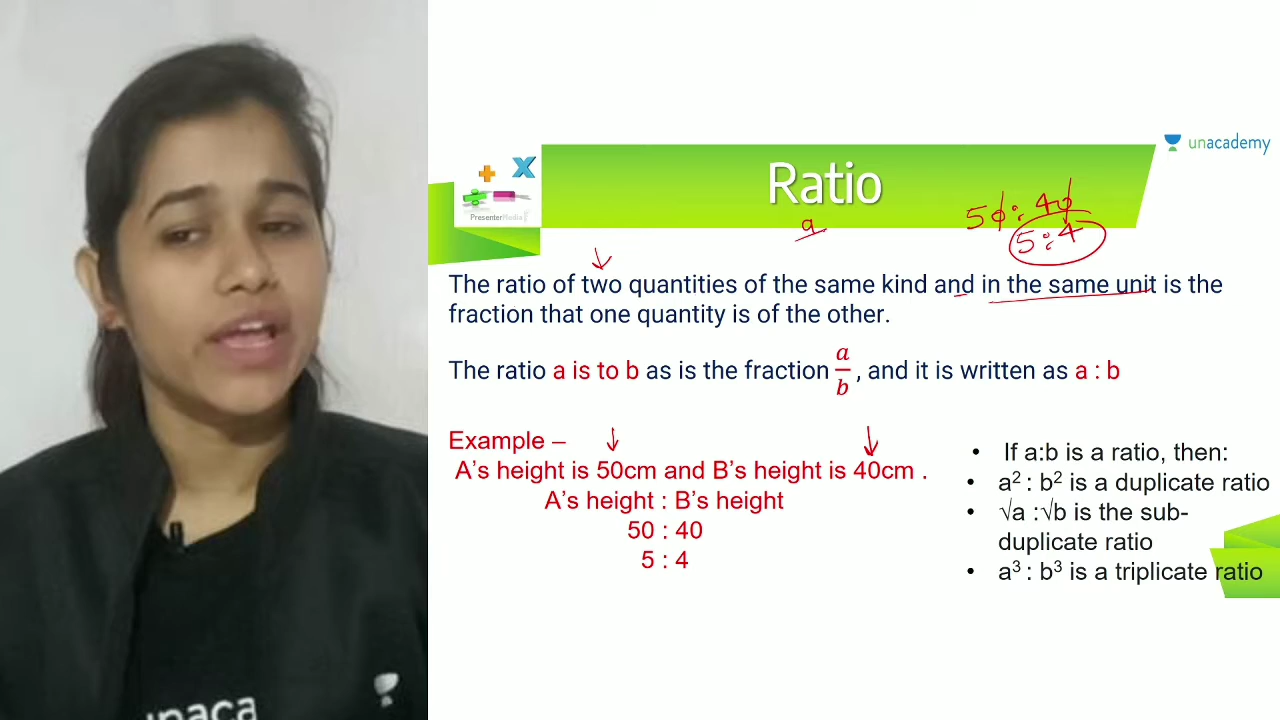 unacademy
Ratio
PresenterMedia
50 : 40
5 : 4
a
The ratio of two quantities of the same kind and in the same unit is the
fraction that one quantity is of the other.
The ratio a is to b as is the fraction a/b, and it is written as a : b
Example –
A's height is 50cm and B's height is 40cm .
A's height : B's height
50 : 40
5 : 4
• If a:b is a ratio, then:
• a² : b² is a duplicate ratio
• √a :√b is the sub-
duplicate ratio
• a³ : b³ is a triplicate ratio
unaca